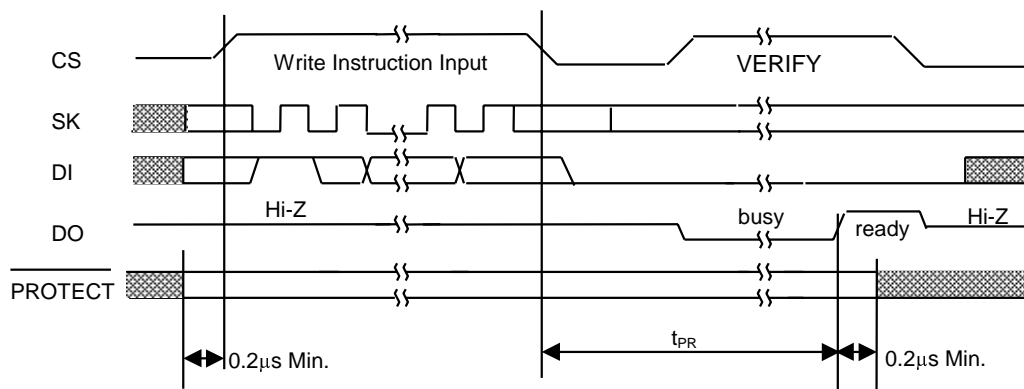 CS
Write Instruction Input
VERIFY
SK
DI
Hi-Z
DO
busy
ready
Hi-Z
PROTECT
0.2μs Min.
tPR
0.2μs Min.